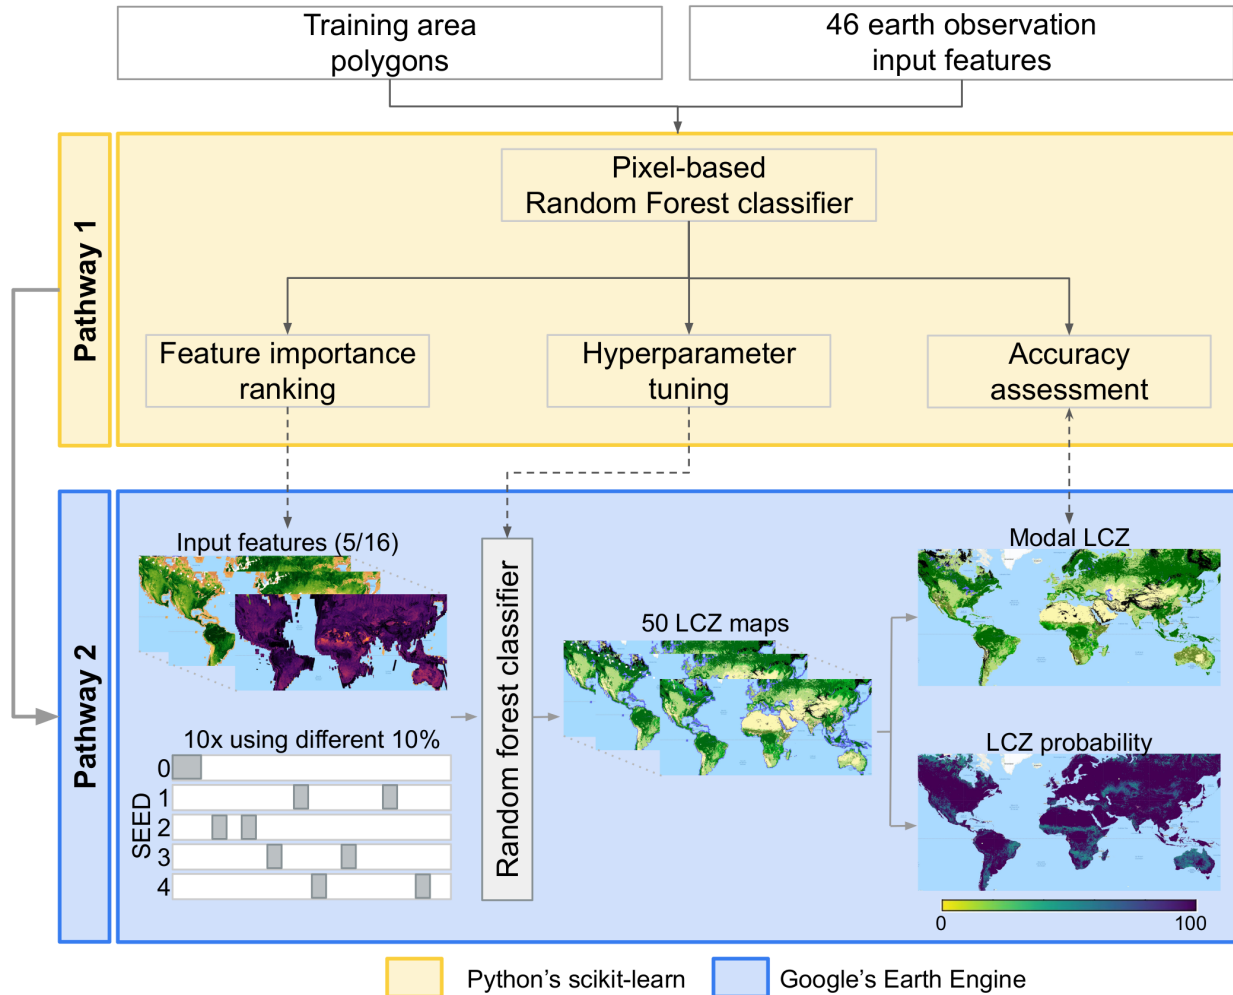 Training area
polygons
46 earth observation
input features
Pathway 1
Pixel-based
Random Forest classifier
Feature importance
ranking
Hyperparameter
tuning
Accuracy
assessment
Pathway 2
Input features (5/16)
10x using different 10%
SEED
0
1
2
3
4
Random forest classifier
50 LCZ maps
Modal LCZ
LCZ probability
0
100
Python's scikit-learn
Google's Earth Engine